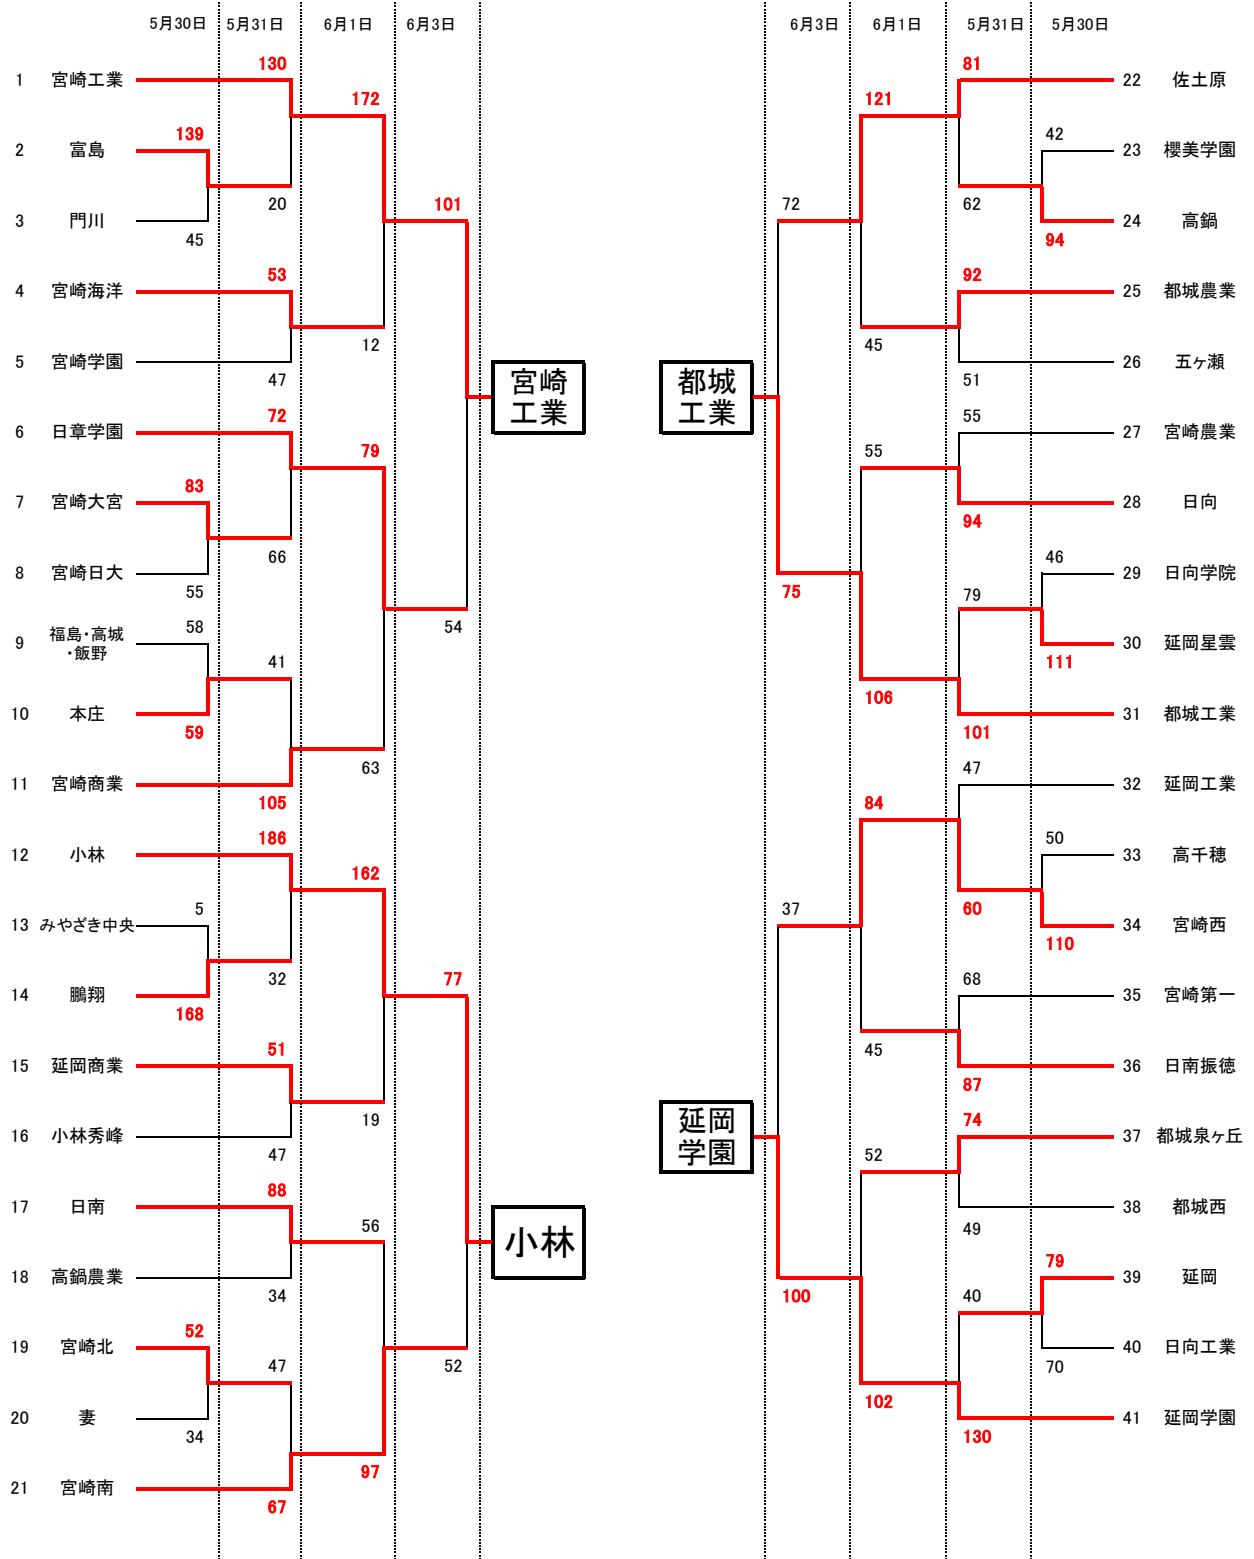 5月30日 5月31日 6月1日 6月3日
6月3日 6月1日 5月31日 5月30日
1 宮崎工業 130
172
2 富島 139
20
3 門川 45
101
4 宮崎海洋 53
12
5 宮崎学園 47
宮崎
工業
6 日章学園 72
79
7 宮崎大宮 83
66
8 宮崎日大 55
54
9 福島・高城
・飯野
58
41
10 本庄 59
63
11 宮崎商業 105
12 小林 186
162
13 みやざき中央 5
32
14 鵬翔 168
77
15 延岡商業 51
19
16 小林秀峰 47
小林
17 日南 88
56
18 高鍋農業 34
52
19 宮崎北 52
47
20 妻 34
97
21 宮崎南 67
81 22 佐土原
121
42 23 櫻美学園
62
94 24 高鍋
72
92 25 都城農業
45
51 26 五ヶ瀬
都城
工業
55 27 宮崎農業
55
94 28 日向
75
46 29 日向学院
79
111 30 延岡星雲
106
101 31 都城工業
47 32 延岡工業
84
50 33 高千穂
60
110 34 宮崎西
37
68 35 宮崎第一
45
87 36 日南振徳
延岡
学園
74 37 都城泉ヶ丘
52
49 38 都城西
100
79 39 延岡
40
70 40 日向工業
102
130 41 延岡学園